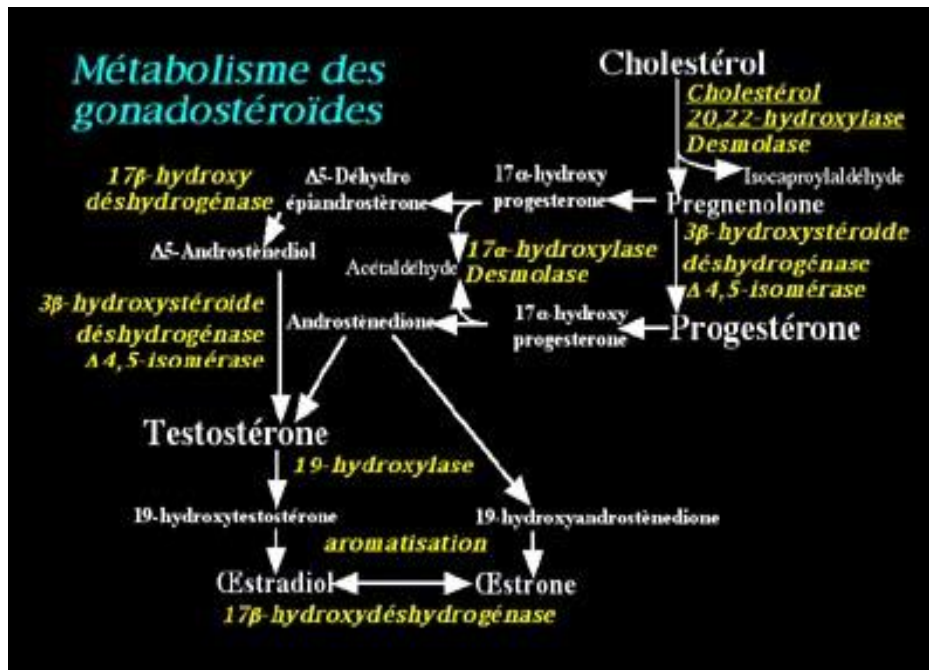 Métabolisme des
gonadostéroïdes
Cholestérol
Cholestérol
20,22-hydroxylase
Desmolase
Isocaproylaldéhyde
17β-hydroxy
déshydrogénase
Δ5-Déhydro
épiandrostèrone
17α-hydroxy
progesterone
Pregnenolone
3β-hydroxystéroide
déshydrogénase
Δ4,5-isomérase
Δ5-Androstènediol
Acétaldéhyde
17α-hydroxylase
Desmolase
3β-hydroxystéroide
déshydrogénase
Δ4,5-isomérase
Androstènedione
17α-hydroxy
progesterone
Progestérone
Testostérone
19-hydroxylase
19-hydroxytestostérone
19-hydroxyandrostènedione
aromatisation
Œstradiol
Œstrone
17β-hydroxydéshydrogénase